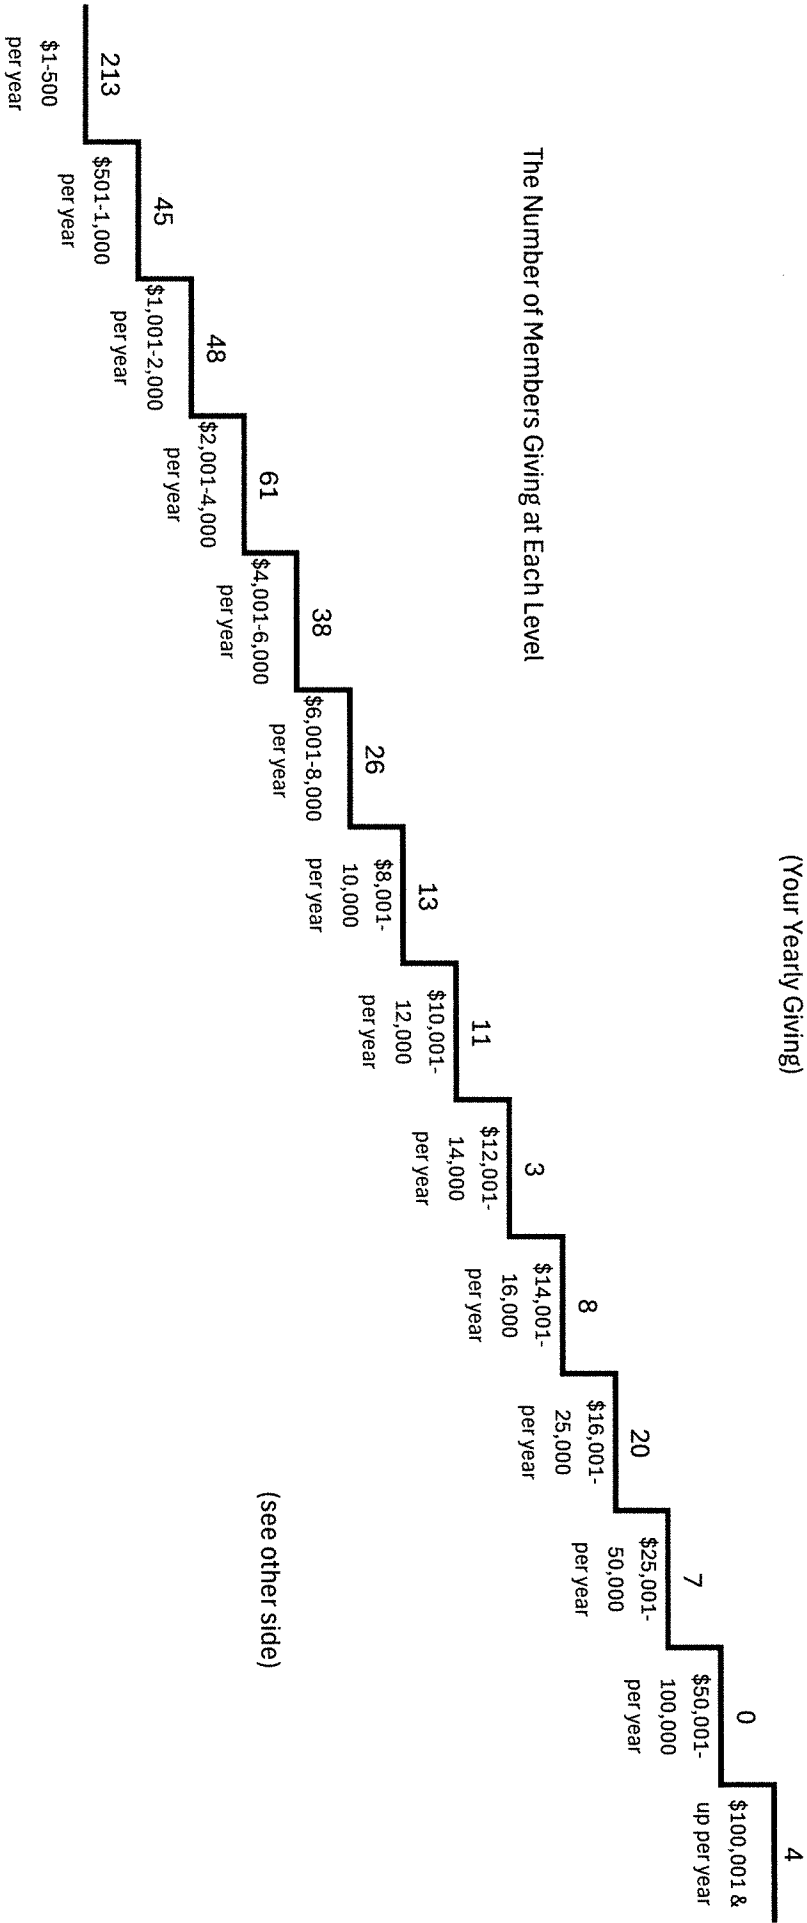 (Your Yearly Giving)
The Number of Members Giving at Each Level
213
$1-500
per year
45
$501-1,000
per year
48
$1,001-2,000
per year
61
$2,001-4,000
per year
38
$4,001-6,000
per year
26
$6,001-8,000
per year
13
$8,001-
10,000
per year
11
$10,001-
12,000
per year
3
$12,001-
14,000
per year
8
$14,001-
16,000
per year
20
$16,001-
25,000
per year
7
$25,001-
50,000
per year
0
$50,001-
100,000
per year
4
$100,001 &
up per year
(see other side)